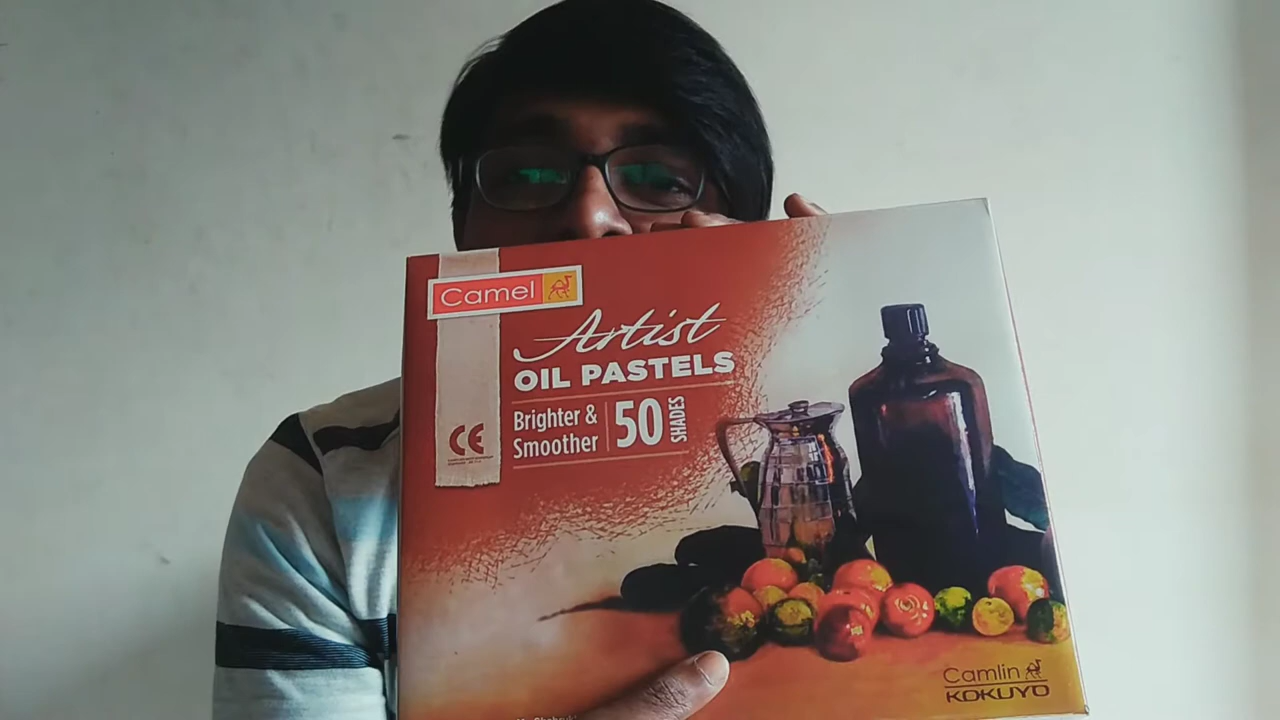 Camel
Artist
OIL PASTELS
Brighter &
Smoother
50
SHADES
CE
Camlin
KOKUYO